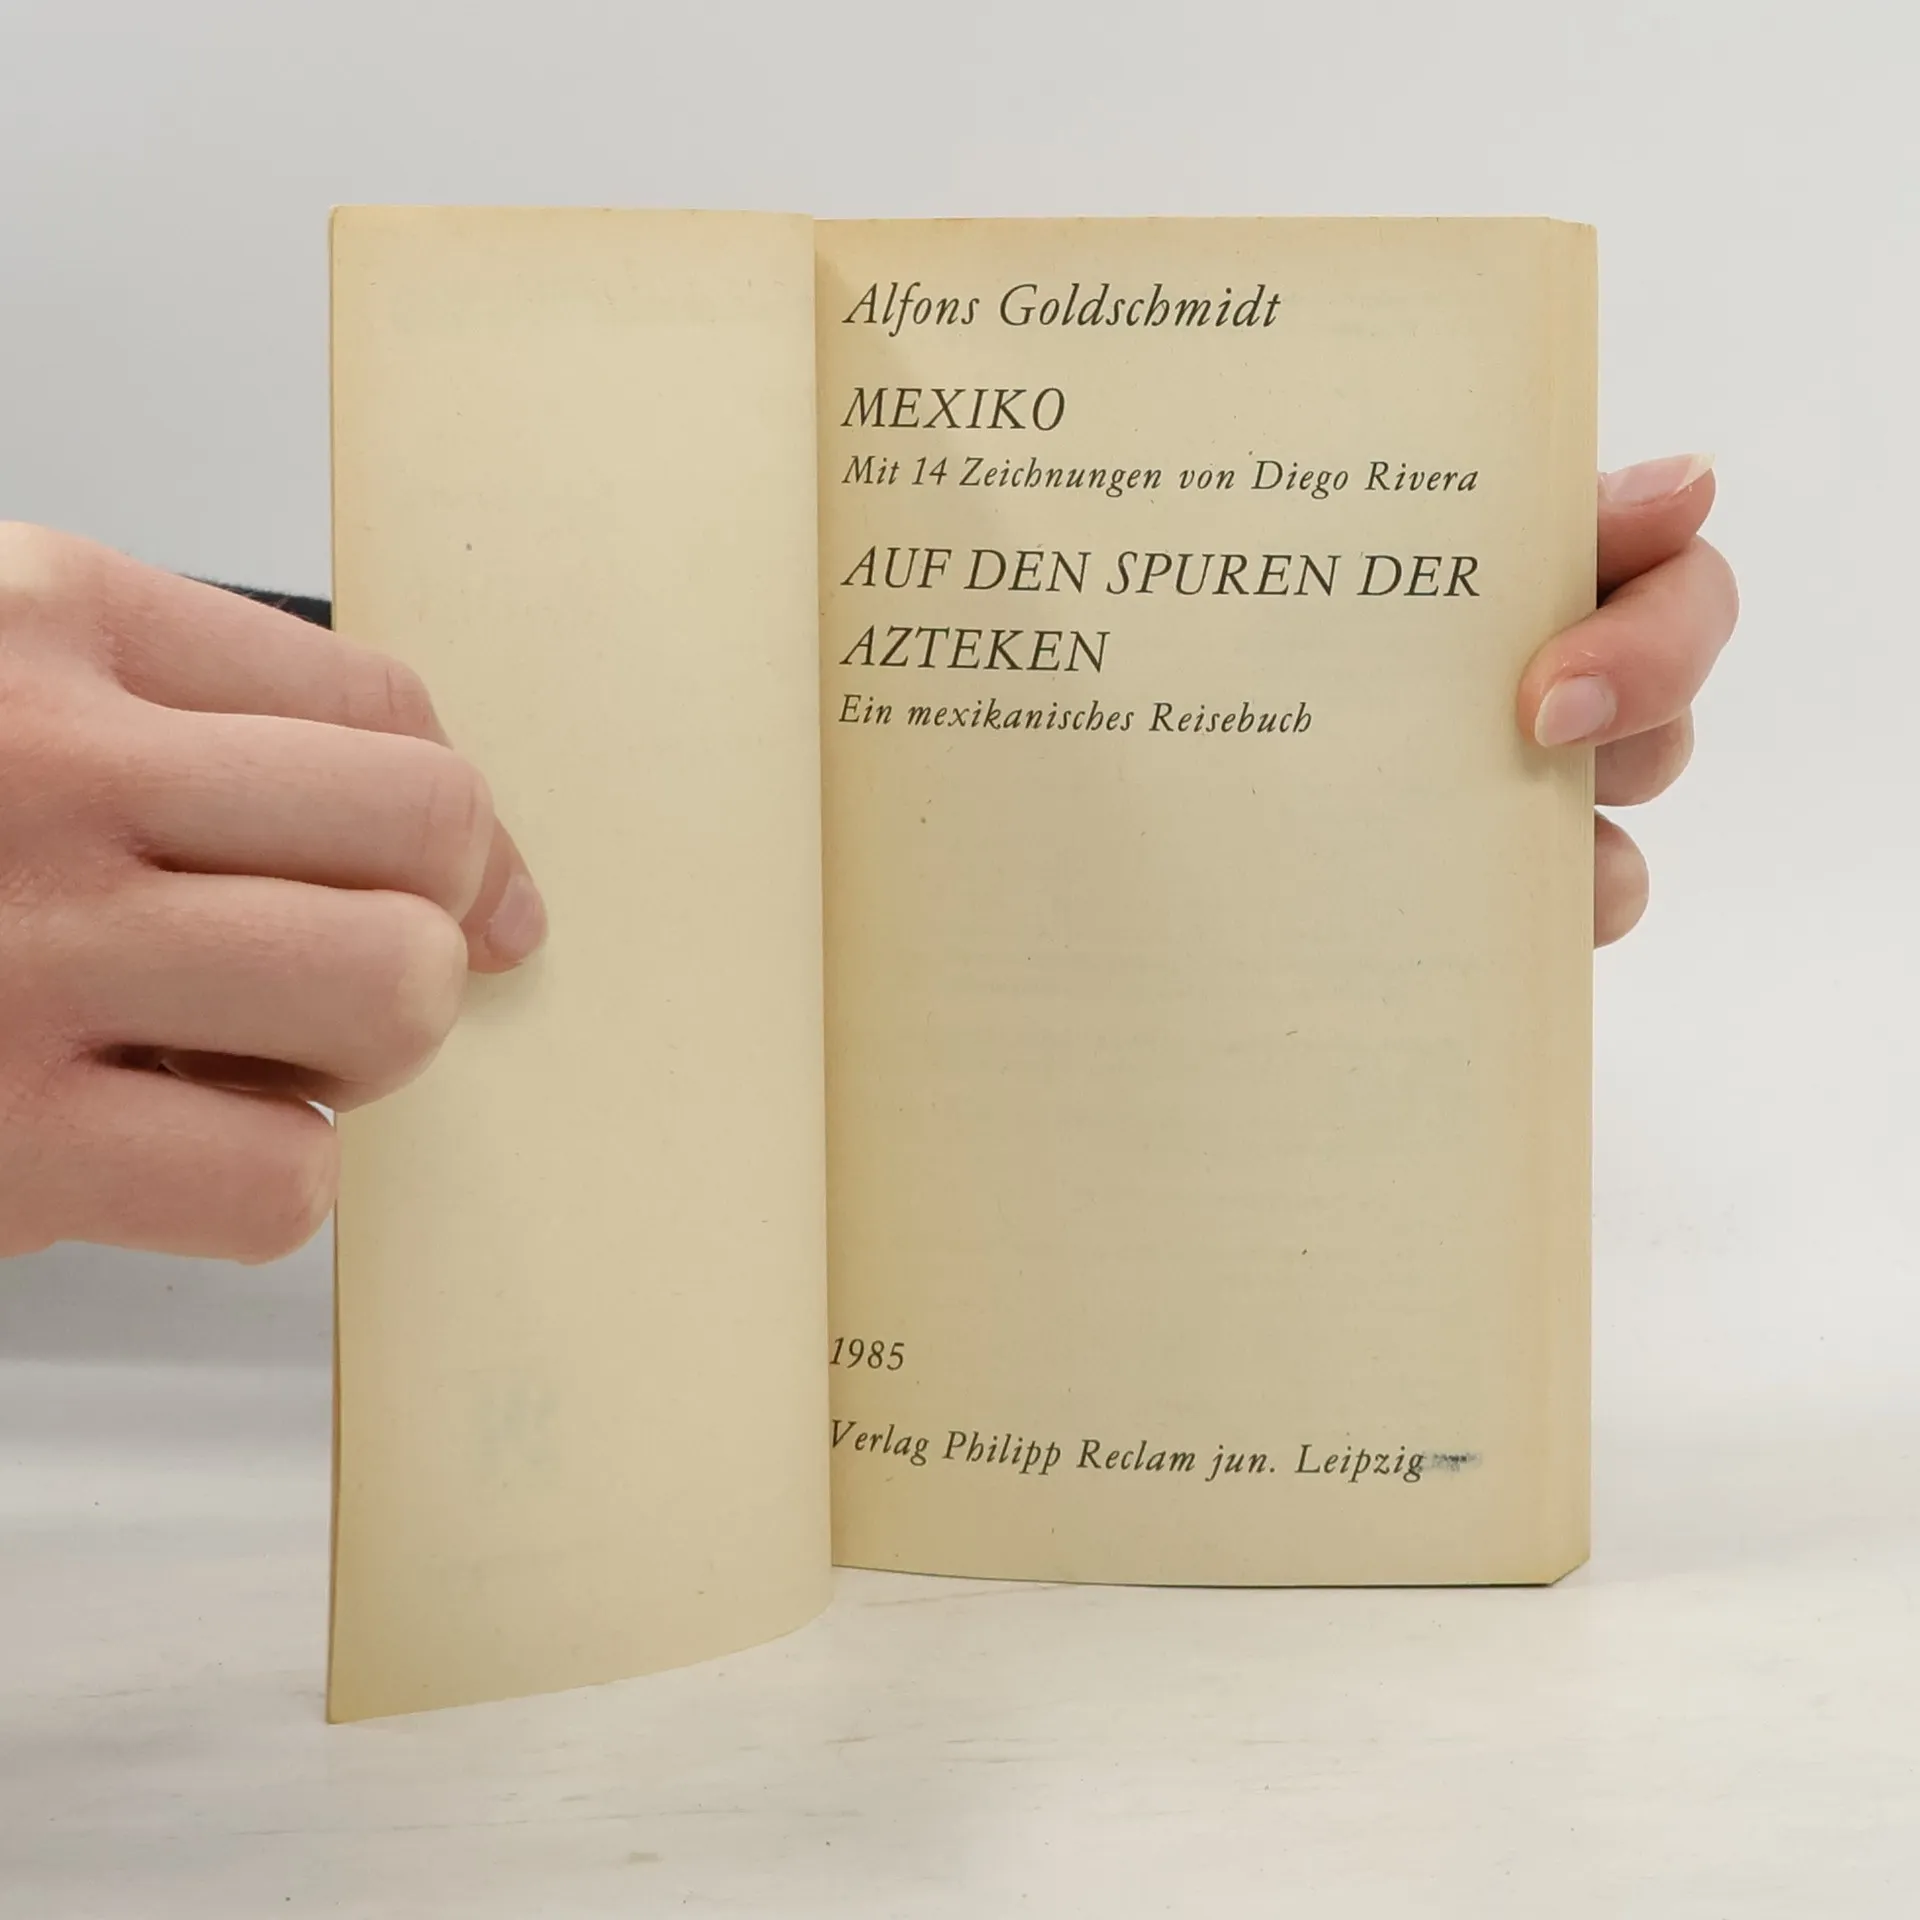 Alfons Goldschmidt
MEXIKO
Mit 14 Zeichnungen von Diego Rivera
AUF DEN SPUREN DER
AZTEKEN
Ein mexikanisches Reisebuch
1985
Verlag Philipp Reclam jun. Leipzig